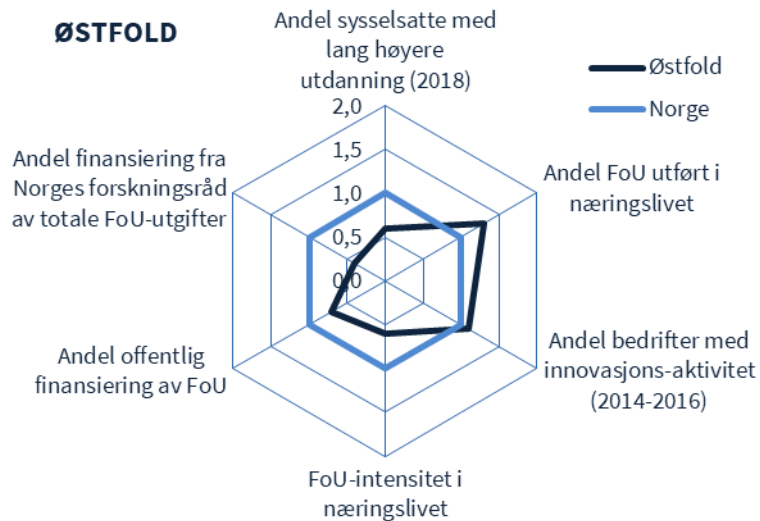 ØSTFOLD
Andel sysselsatte med
lang høyere
utdanning (2018)
Østfold
Norge
2,0
1,5
1,0
0,5
0,0
Andel FoU utført i
næringslivet
Andel bedrifter med
innovasjons-aktivitet
(2014-2016)
FoU-intensitet i
næringslivet
Andel offentlig
finansiering av FoU
Andel finansiering fra
Norges forskningsråd
av totale FoU-utgifter